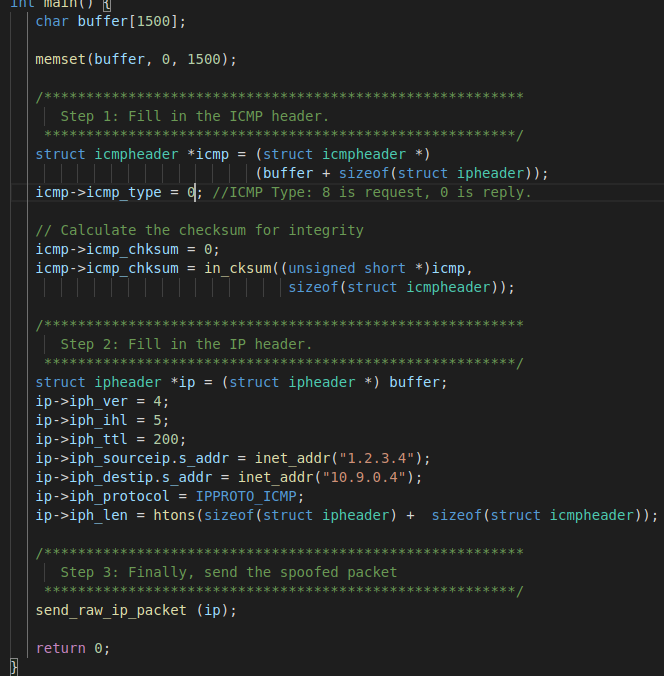 int main() {
char buffer[1500];
memset(buffer, 0, 1500);
/*********************************************************
Step 1: Fill in the ICMP header.
********************************************************/
struct icmpheader *icmp = (struct icmpheader *)
(buffer + sizeof(struct ipheader));
icmp->icmp_type = 0; //ICMP Type: 8 is request, 0 is reply.
// Calculate the checksum for integrity
icmp->icmp_chksum = 0;
icmp->icmp_chksum = in_cksum((unsigned short *)icmp,
sizeof(struct icmpheader));
/*********************************************************
Step 2: Fill in the IP header.
********************************************************/
struct ipheader *ip = (struct ipheader *) buffer;
ip->iph_ver = 4;
ip->iph_ihl = 5;
ip->iph_ttl = 200;
ip->iph_sourceip.s_addr = inet_addr("1.2.3.4");
ip->iph_destip.s_addr = inet_addr("10.9.0.4");
ip->iph_protocol = IPPROTO_ICMP;
ip->iph_len = htons(sizeof(struct ipheader) +  sizeof(struct icmpheader));
/*********************************************************
Step 3: Finally, send the spoofed packet
********************************************************/
send_raw_ip_packet (ip);
return 0;
}